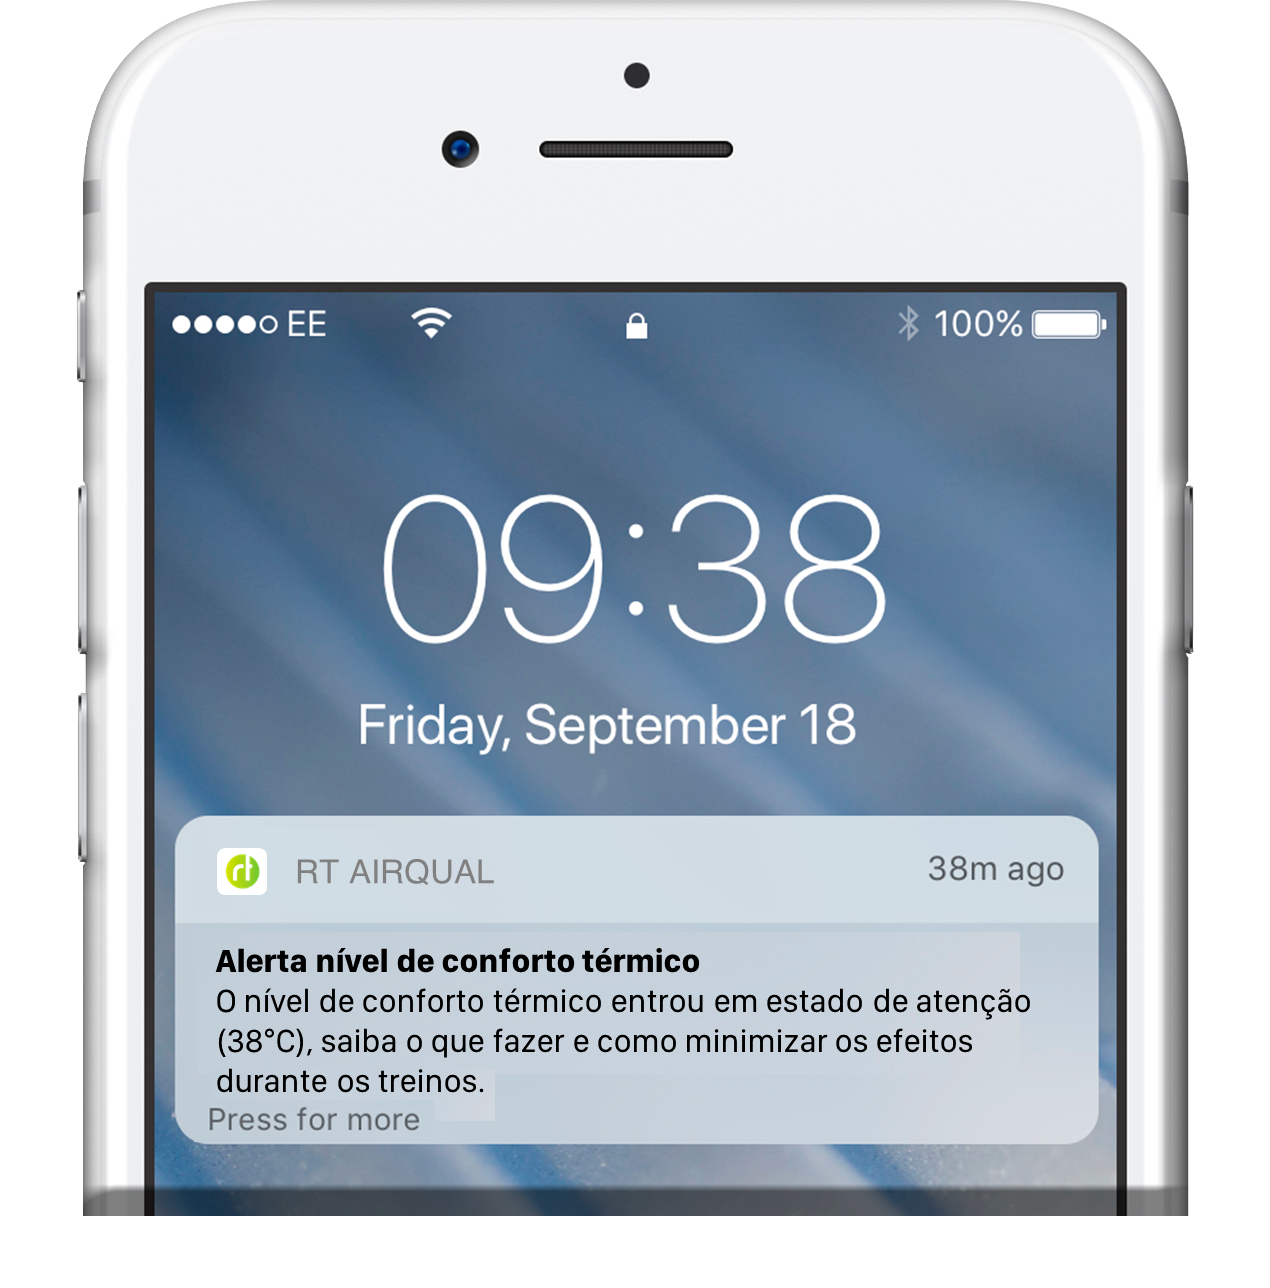 EE 100%
09:38
Friday, September 18
rt RT AIRQUAL 38m ago
Alerta nível de conforto térmico
O nível de conforto térmico entrou em estado de atenção
(38°C), saiba o que fazer e como minimizar os efeitos
durante os treinos.
Press for more